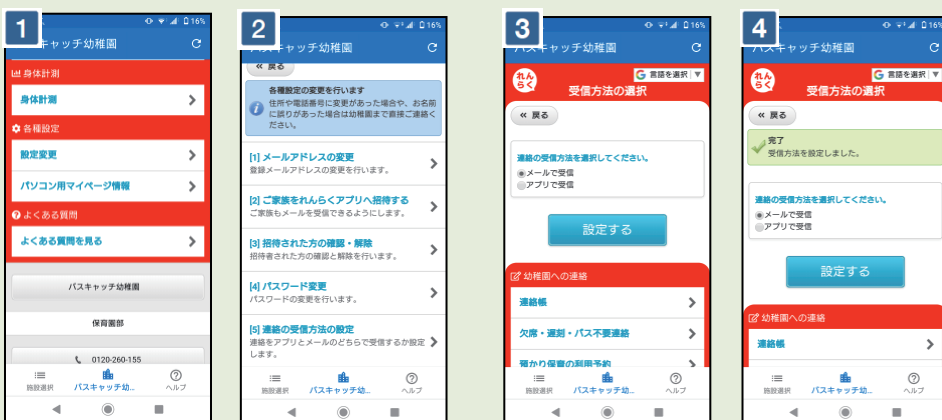 1
16%
キャッチ幼稚園
身体計測
身体計測
各種設定
設定変更
パソコン用マイページ情報
よくある質問
よくある質問を見る
バスキャッチ幼稚園
保育園部
0120-260-155
施設選択
バスキャッチ幼...
ヘルプ
2
16%
バスキャッチ幼稚園
≪ 戻る
各種設定の変更を行います
住所や電話番号に変更があった場合や、お名前
に誤りがあった場合は幼稚園まで直接ご連絡く
ださい。
[1] メールアドレスの変更
登録メールアドレスの変更を行います。
[2] ご家族をれんらくアプリへ招待する
ご家族もメールを受信できるようにします。
[3] 招待された方の確認・解除
招待者された方の確認と解除を行います。
[4] パスワード変更
パスワードの変更を行います。
[5] 連絡の受信方法の設定
連絡をアプリとメールのどちらで受信するか設定
します。
施設選択
バスキャッチ幼...
ヘルプ
3
16%
バスキャッチ幼稚園
れん
らく
G 言語を選択 ▼
受信方法の選択
≪ 戻る
連絡の受信方法を選択してください。
メールで受信
アプリで受信
設定する
幼稚園への連絡
連絡帳
欠席・遅刻・バス不要連絡
預かり保育の利用予約
施設選択
バスキャッチ幼...
ヘルプ
4
16%
バスキャッチ幼稚園
れん
らく
G 言語を選択 ▼
受信方法の選択
≪ 戻る
完了
受信方法を設定しました。
連絡の受信方法を選択してください。
メールで受信
アプリで受信
設定する
幼稚園への連絡
連絡帳
施設選択
バスキャッチ幼...
ヘルプ